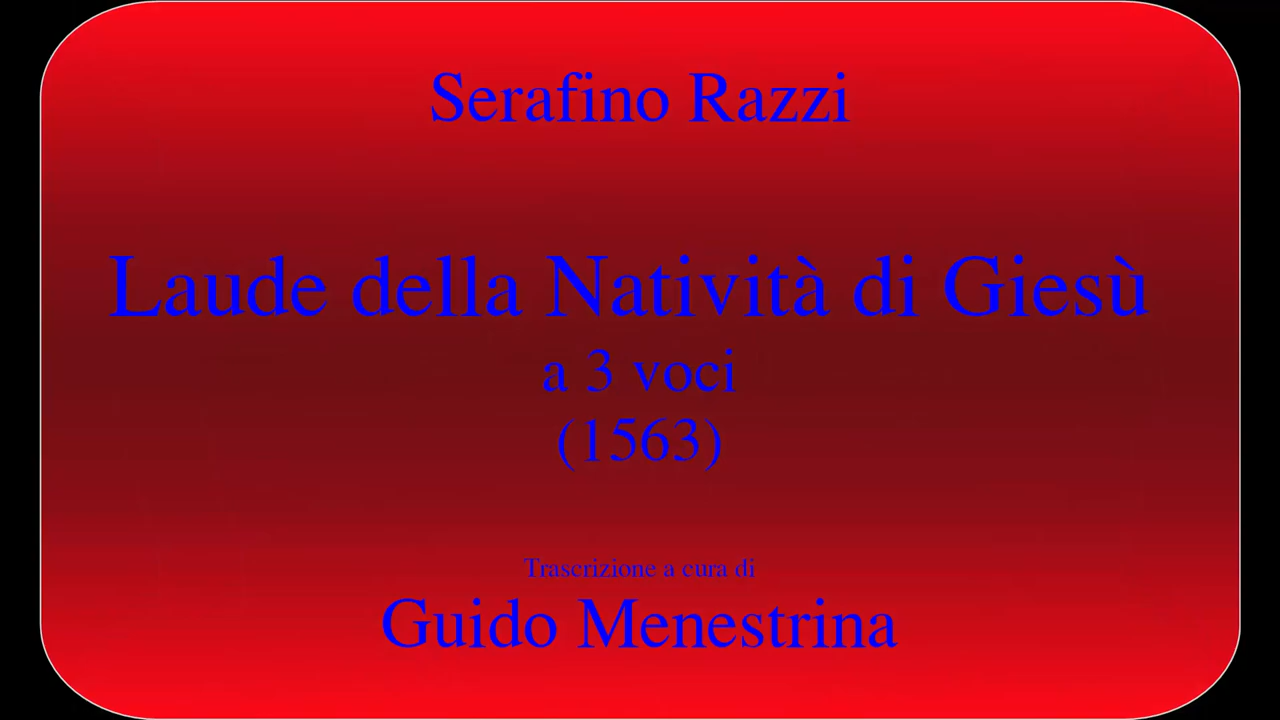 Serafino Razzi
Laude della Natività di Giesù
a 3 voci
(1563)
Trascrizione a cura di
Guido Menestrina